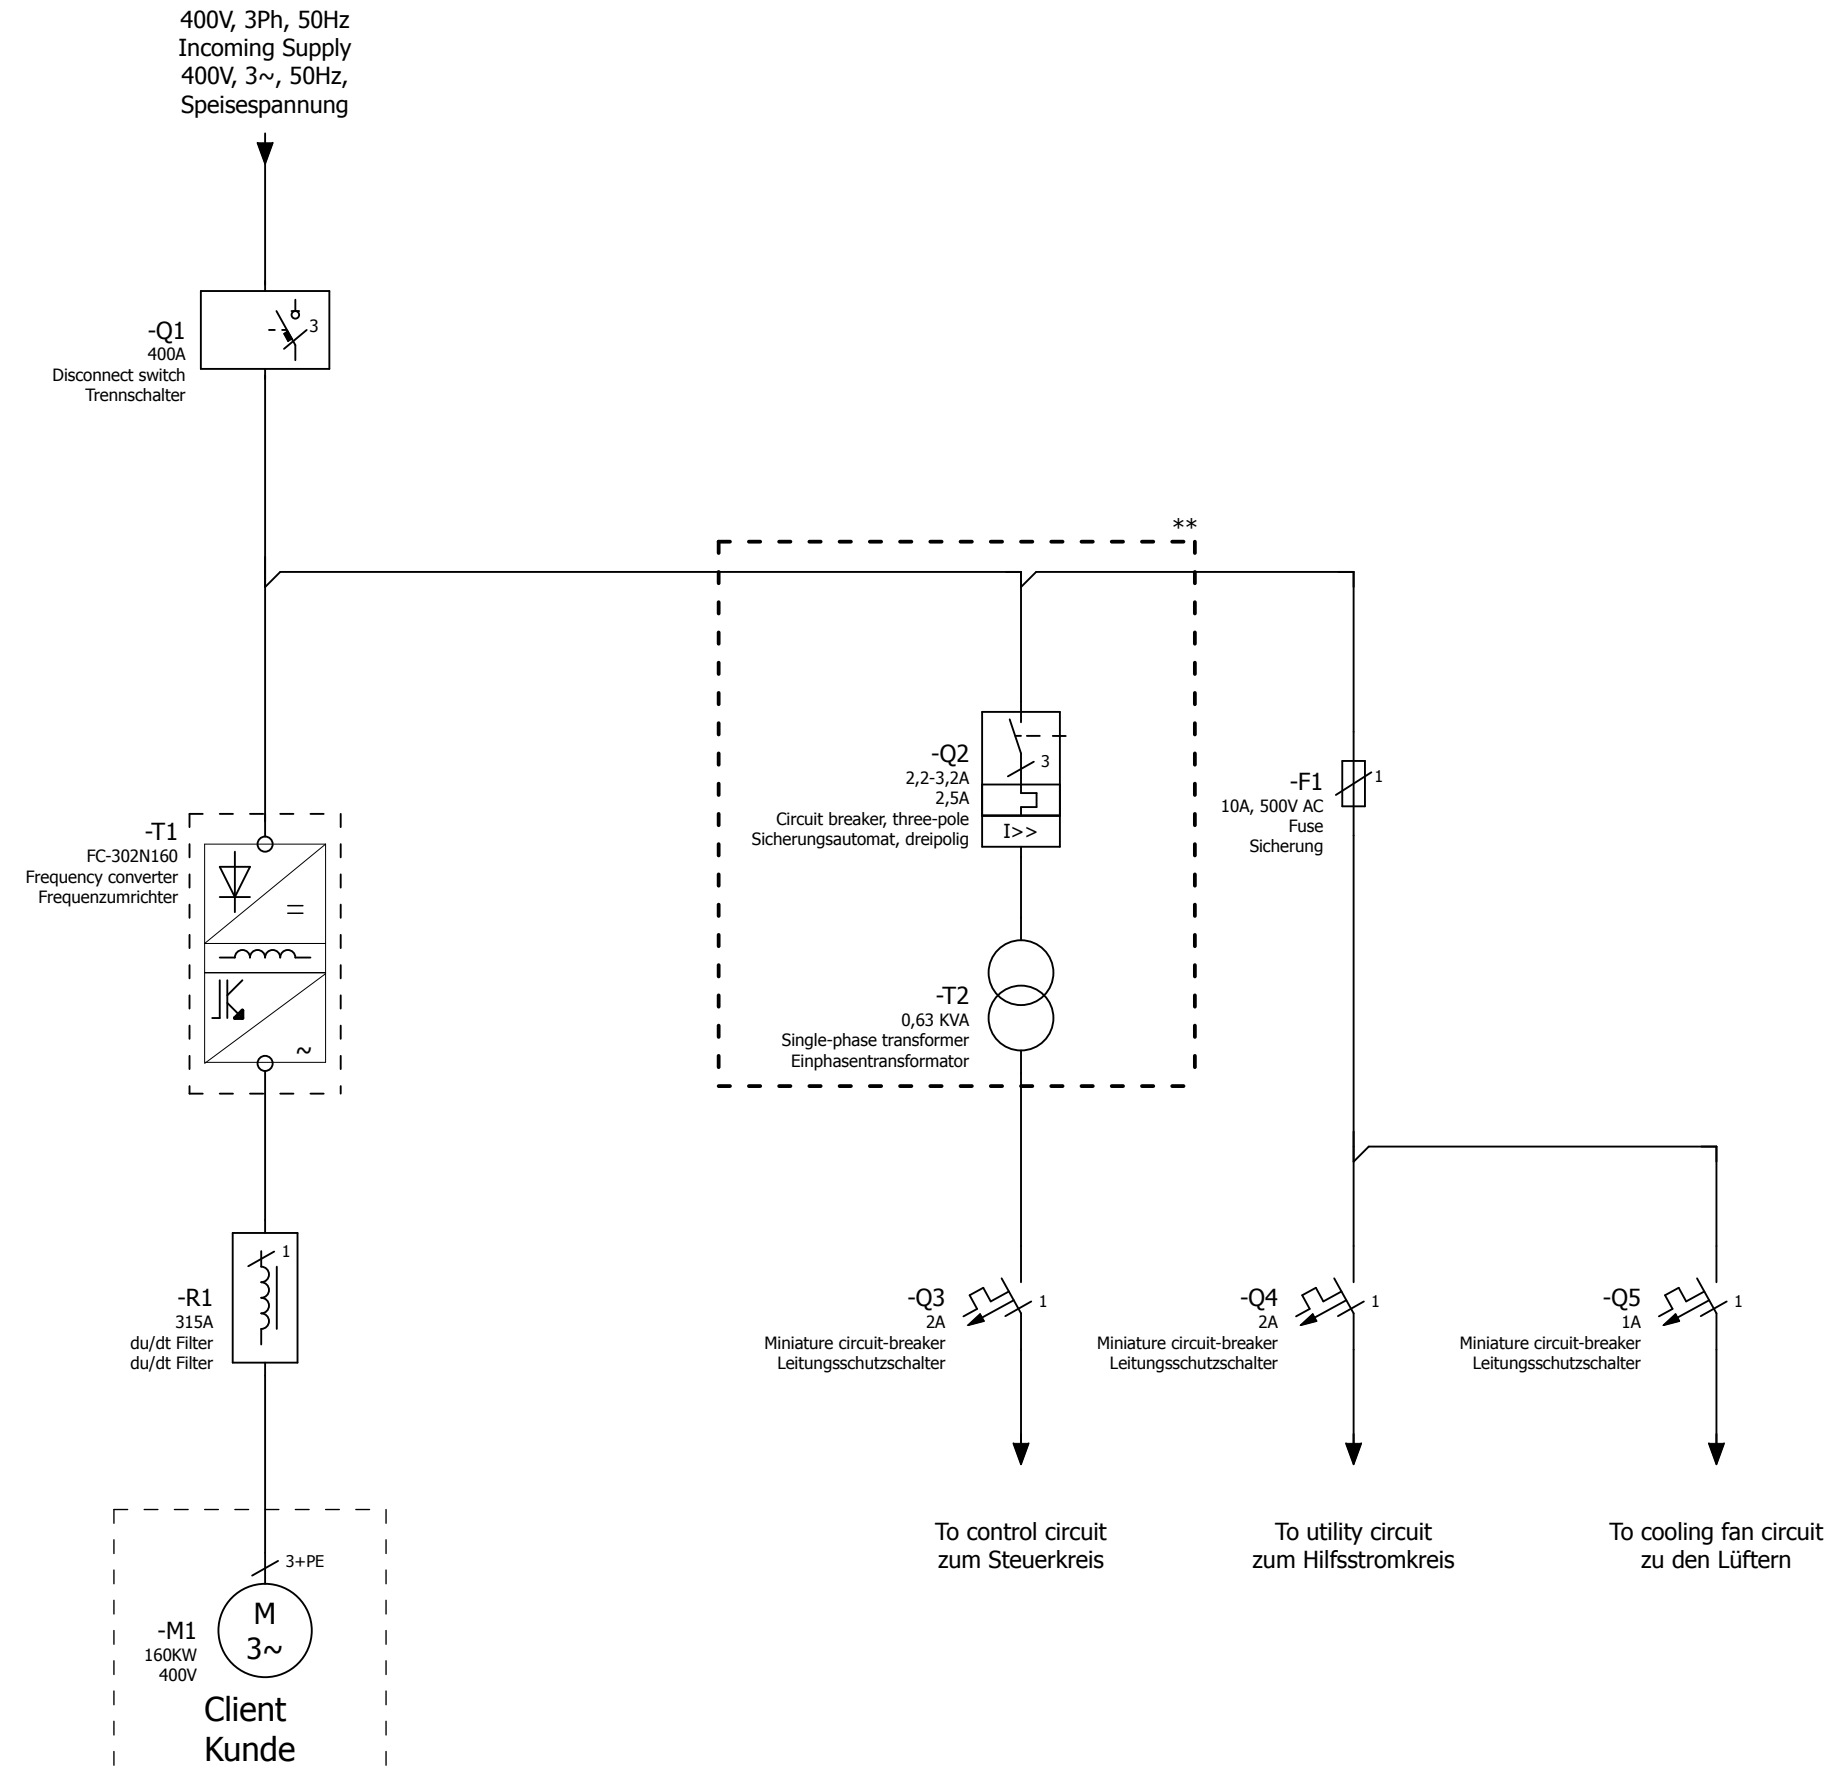 400V, 3Ph, 50Hz
Incoming Supply
400V, 3~, 50Hz,
Speisespannung
-Q1
400A
Disconnect switch
Trennschalter
3
**
-Q2
2,2-3,2A
2,5A
Circuit breaker, three-pole
Sicherungsautomat, dreipolig
3
I>>
-F1
10A, 500V AC
Fuse
Sicherung
1
-T1
FC-302N160
Frequency converter
Frequenzumrichter
=
~
-T2
0,63 KVA
Single-phase transformer
Einphasentransformator
-R1
315A
du/dt Filter
du/dt Filter
1
-Q3
2A
Miniature circuit-breaker
Leitungsschutzschalter
1
-Q4
2A
Miniature circuit-breaker
Leitungsschutzschalter
1
-Q5
1A
Miniature circuit-breaker
Leitungsschutzschalter
1
To control circuit
zum Steuerkreis
To utility circuit
zum Hilfsstromkreis
To cooling fan circuit
zu den Lüftern
3+PE
-M1
160KW
400V
M
3~
Client
Kunde